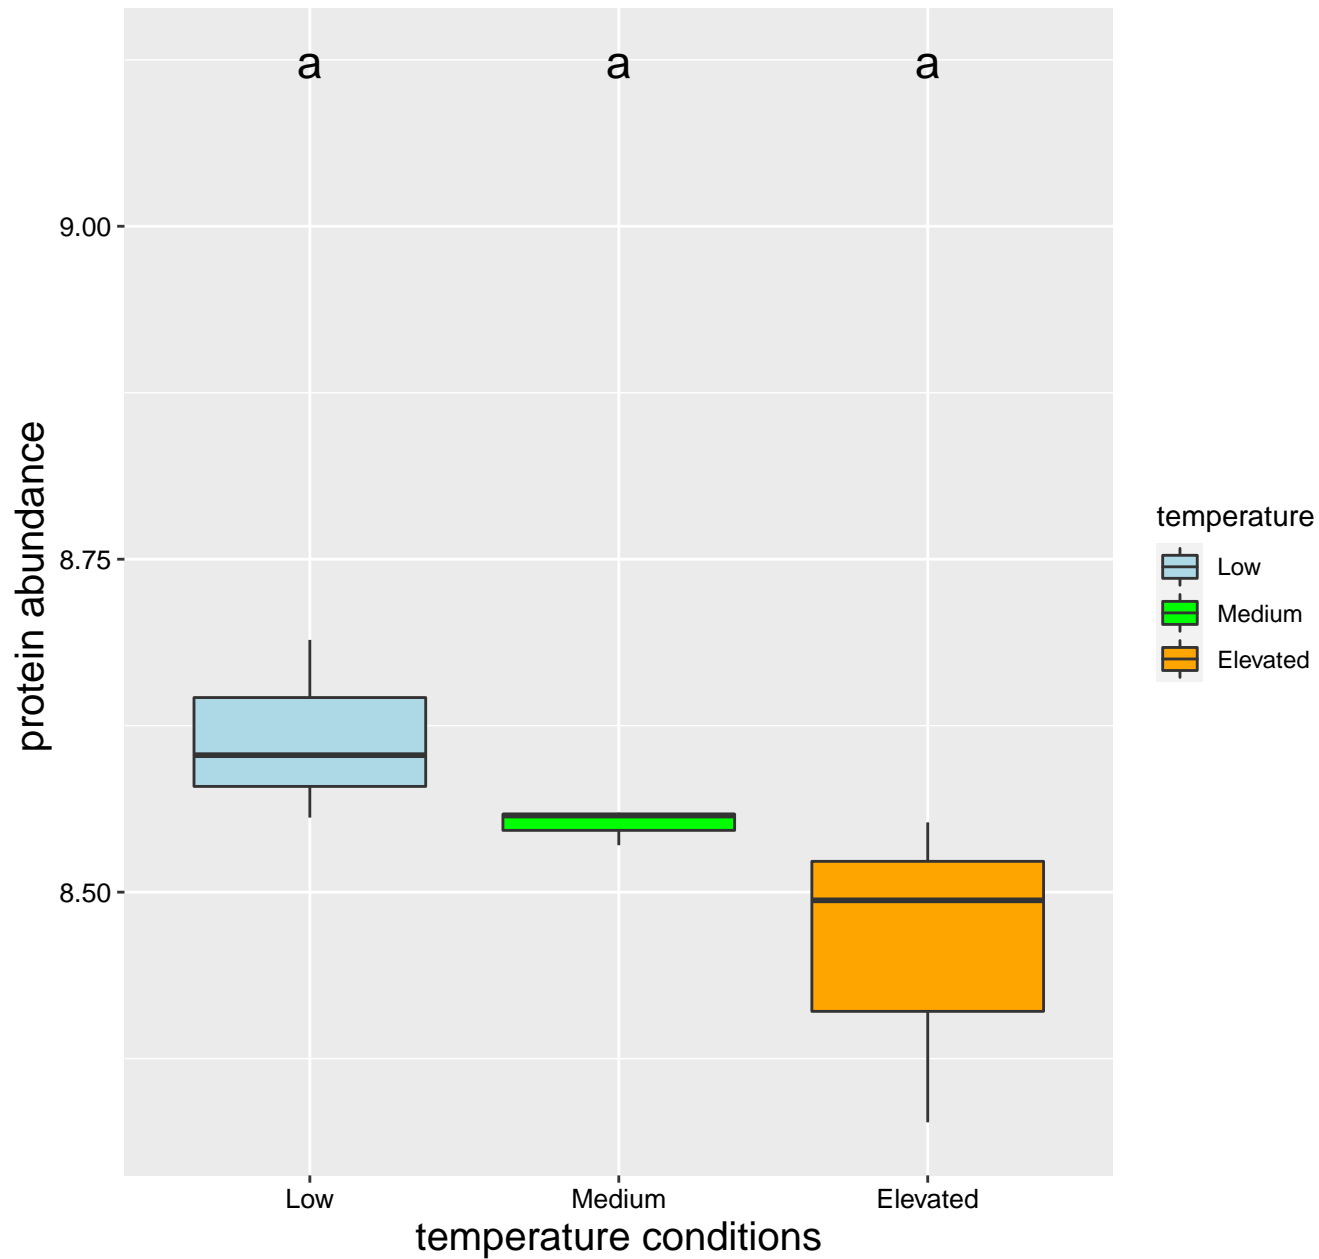 a a a
9.00
8.75
8.50
protein abundance
Low Medium Elevated
temperature conditions
temperature
Low
Medium
Elevated